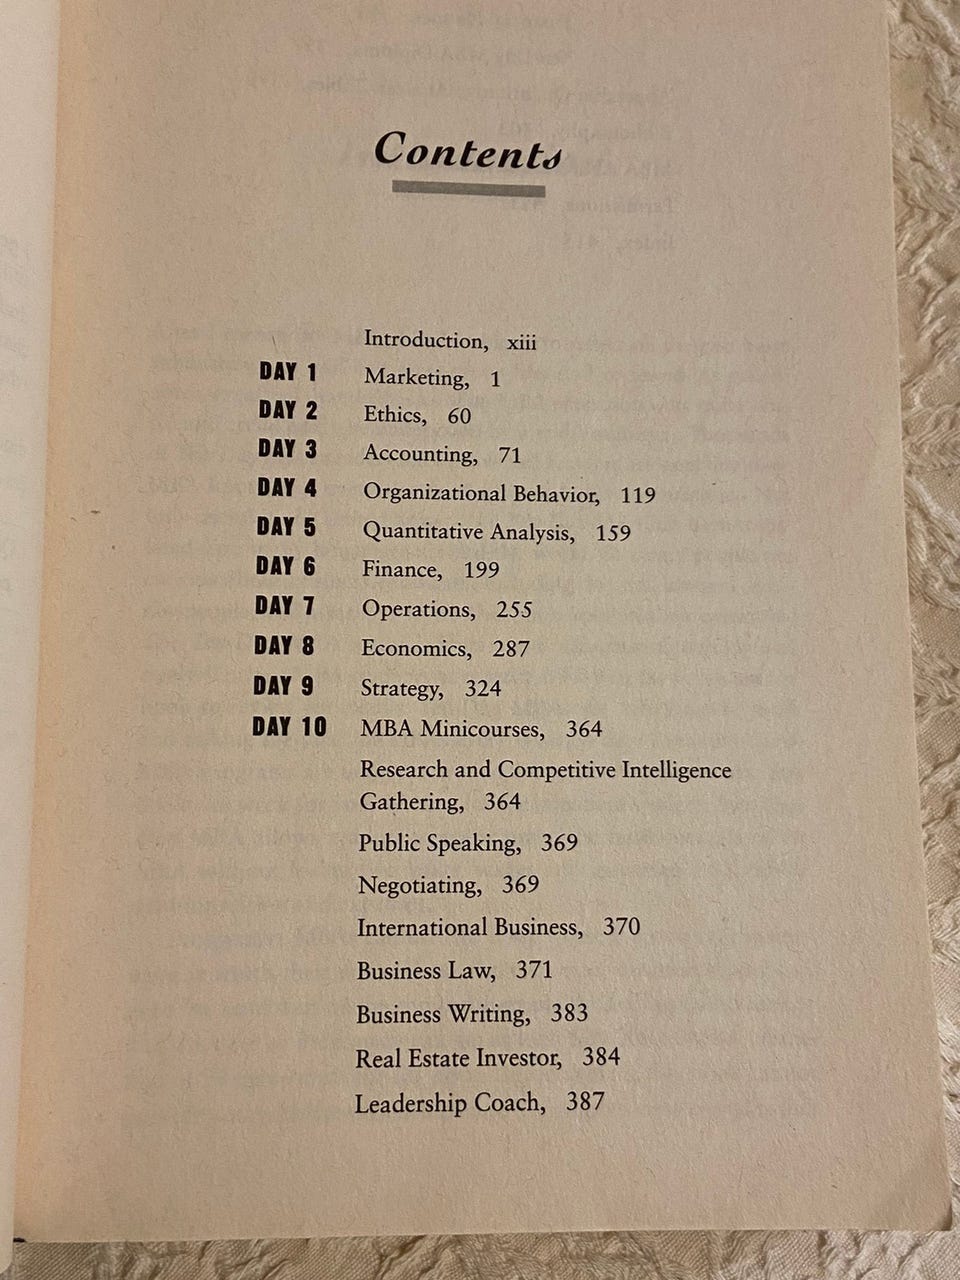 Contents
Introduction, xiii
DAY 1 Marketing, 1
DAY 2 Ethics, 60
DAY 3 Accounting, 71
DAY 4 Organizational Behavior, 119
DAY 5 Quantitative Analysis, 159
DAY 6 Finance, 199
DAY 7 Operations, 255
DAY 8 Economics, 287
DAY 9 Strategy, 324
DAY 10 MBA Minicourses, 364
Research and Competitive Intelligence
Gathering, 364
Public Speaking, 369
Negotiating, 369
International Business, 370
Business Law, 371
Business Writing, 383
Real Estate Investor, 384
Leadership Coach, 387